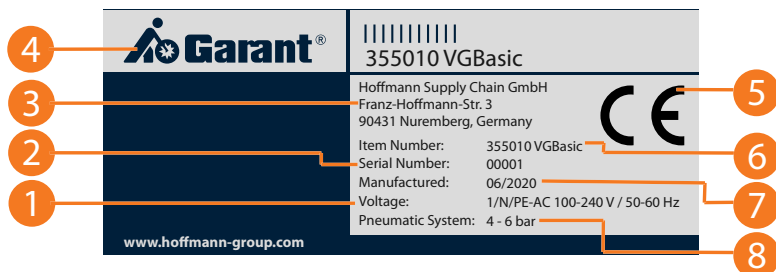 Garant®
355010 VGBasic
Hoffmann Supply Chain GmbH
Franz-Hoffmann-Str. 3
90431 Nuremberg, Germany
CE
Item Number: 355010 VGBasic
Serial Number: 00001
Manufactured: 06/2020
Voltage: 1/N/PE-AC 100-240 V / 50-60 Hz
Pneumatic System: 4 - 6 bar
www.hoffmann-group.com
4
3
2
1
5
6
7
8